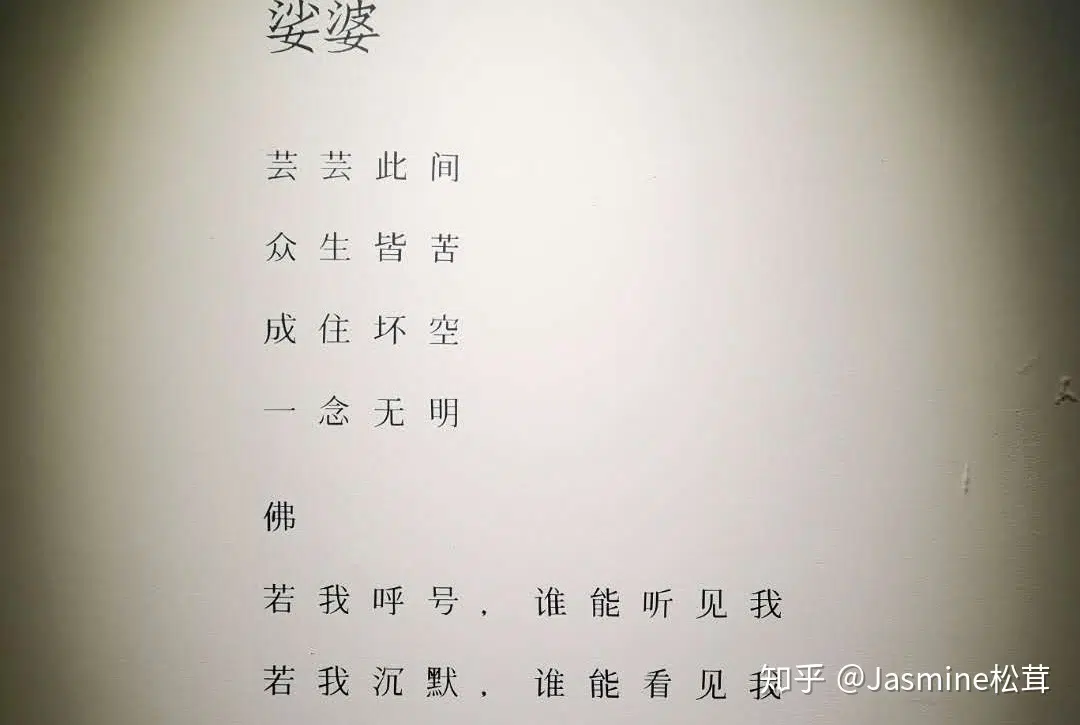 娑婆
芸芸此间
众生皆苦
成住坏空
一念无明
佛
若我呼号，谁能听见我
若我沉默，谁能看见我
知乎 @Jasmine松茸